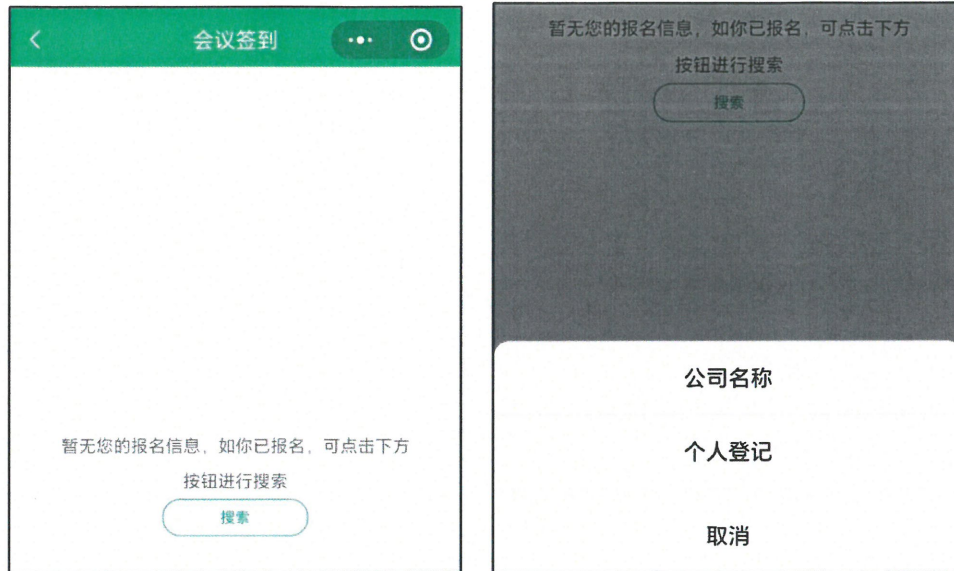 会议签到
暂无您的报名信息，如你已报名，可点击下方
按钮进行搜索
搜索
暂无您的报名信息，如你已报名，可点击下方
按钮进行搜索
搜索
公司名称
个人登记
取消